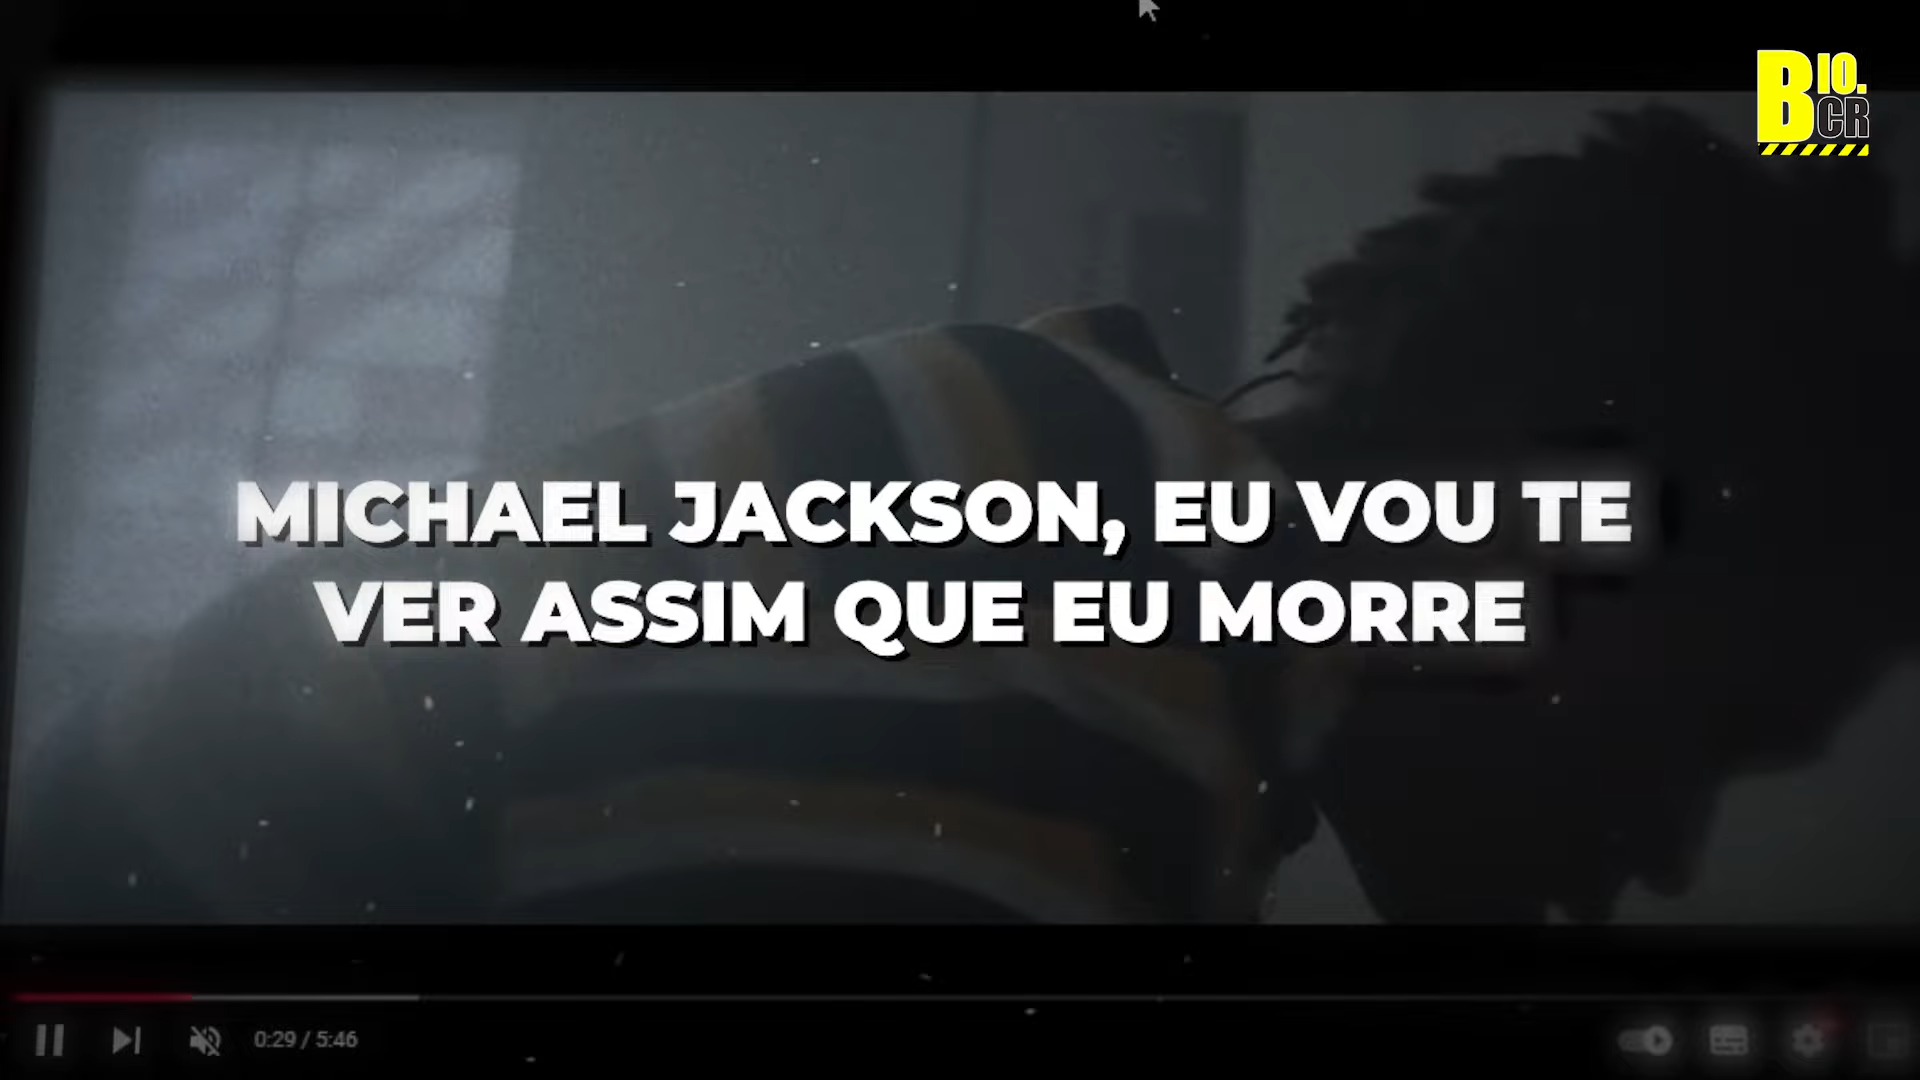 BIO.
CR
MICHAEL JACKSON, EU VOU TE
VER ASSIM QUE EU MORRE
0:29 / 5:46